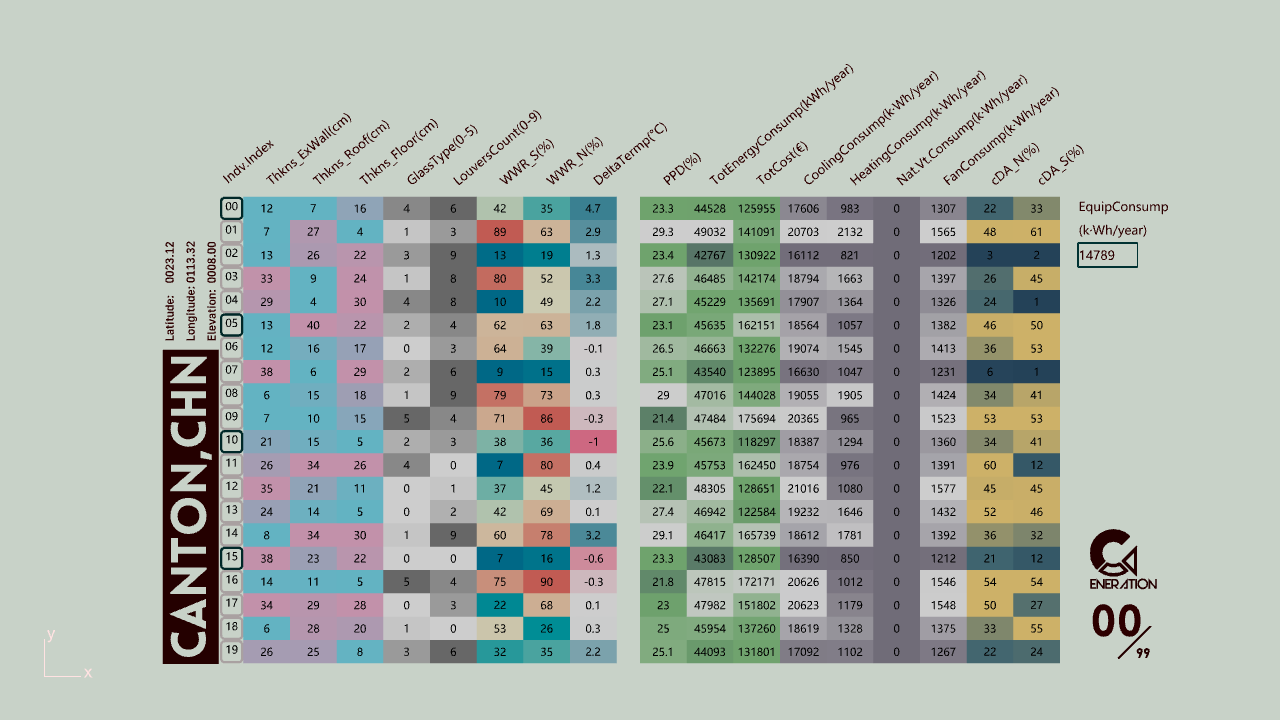 Indv.Index Thkns_ExWall(cm) Thkns_Roof(cm) Thkns_Floor(cm) GlassType(0-5) LouversCount(0-9) WWR_S(%) WWR_N(%) DeltaTermp(°C) PPD(%) TotEnergyConsump(kWh/year) TotCost(€) CoolingConsump(k·Wh/year) HeatingConsump(k·Wh/year) Nat.Vt.Consump(k·Wh/year) FanConsump(k·Wh/year) cDA_N(%) cDA_S(%)
00 12 7 16 4 6 42 35 4.7 23.3 44528 125955 17606 983 0 1307 22 33
01 7 27 4 1 3 89 63 2.9 29.3 49032 141091 20703 2132 0 1565 48 61
02 13 26 22 3 9 13 19 1.3 23.4 42767 130922 16112 821 0 1202 3 2
03 33 9 24 1 8 80 52 3.3 27.6 46485 142174 18794 1663 0 1397 26 45
04 29 4 30 4 8 10 49 2.2 27.1 45229 135691 17907 1364 0 1326 24 1
05 13 40 22 2 4 62 63 1.8 23.1 45635 162151 18564 1057 0 1382 46 50
06 12 16 17 0 3 64 39 -0.1 26.5 46663 132276 19074 1545 0 1413 36 53
07 38 6 29 2 6 9 15 0.3 25.1 43540 123895 16630 1047 0 1231 6 1
08 6 15 18 1 9 79 73 0.3 29 47016 144028 19055 1905 0 1424 34 41
09 7 10 15 5 4 71 86 -0.3 21.4 47484 175694 20365 965 0 1523 53 53
10 21 15 5 2 3 38 36 -1 25.6 45673 118297 18387 1294 0 1360 34 41
11 26 34 26 4 0 7 80 0.4 23.9 45753 162450 18754 976 0 1391 60 12
12 35 21 11 0 1 37 45 1.2 22.1 48305 128651 21016 1080 0 1577 45 45
13 24 14 5 0 2 42 69 0.1 27.4 46942 122584 19232 1646 0 1432 52 46
14 8 34 30 1 9 60 78 3.2 29.1 46417 165739 18612 1781 0 1392 36 32
15 38 23 22 0 0 7 16 -0.6 23.3 43083 128507 16390 850 0 1212 21 12
16 14 11 5 5 4 75 90 -0.3 21.8 47815 172171 20626 1012 0 1546 54 54
17 34 29 28 0 3 22 68 0.1 23 47982 151802 20623 1179 0 1548 50 27
18 6 28 20 1 0 53 26 0.3 25 45954 137260 18619 1328 0 1375 33 55
19 26 25 8 3 6 32 35 2.2 25.1 44093 131801 17092 1102 0 1267 22 24
Latitude: 0023.12
Longitude: 0113.32
Elevation: 0008.00
CANTON,CHN
EquipConsump
(k·Wh/year)
14789
ENERATION
00/99
y
x